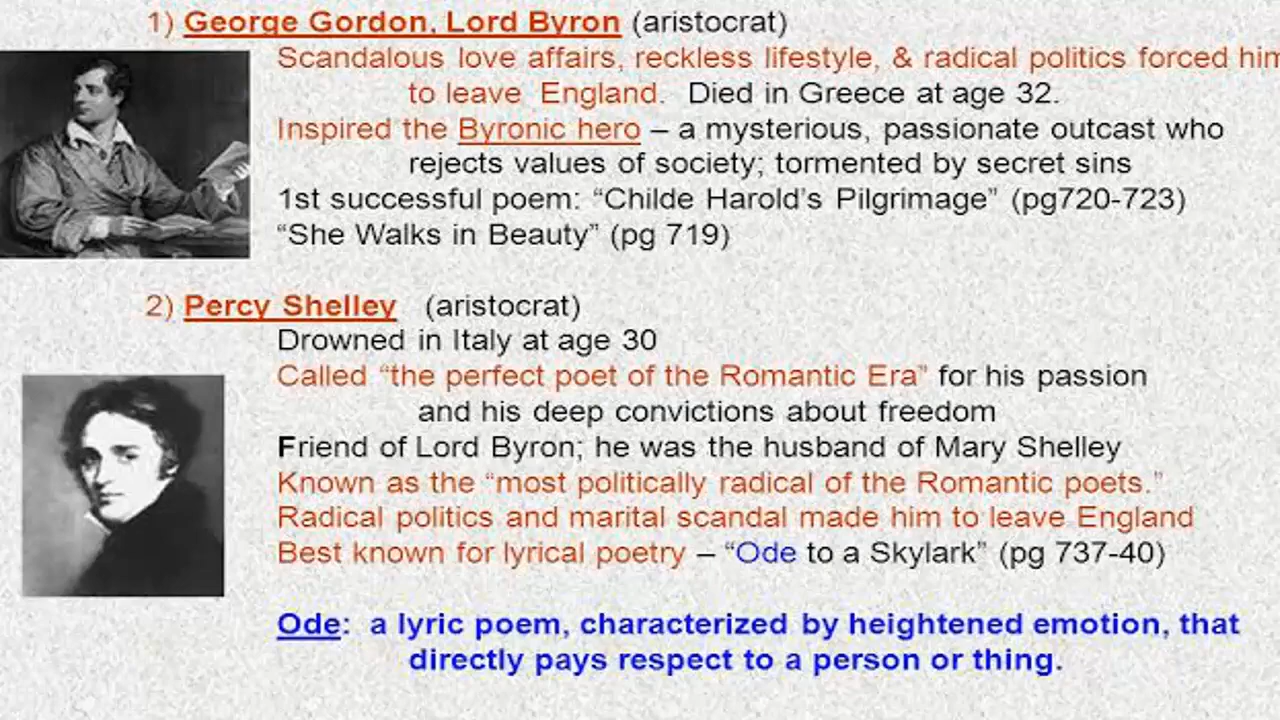 1) George Gordon, Lord Byron (aristocrat)
Scandalous love affairs, reckless lifestyle, & radical politics forced him
to leave England. Died in Greece at age 32.
Inspired the Byronic hero – a mysterious, passionate outcast who
rejects values of society; tormented by secret sins
1st successful poem: “Childe Harold’s Pilgrimage” (pg720-723)
“She Walks in Beauty” (pg 719)
2) Percy Shelley (aristocrat)
Drowned in Italy at age 30
Called “the perfect poet of the Romantic Era” for his passion
and his deep convictions about freedom
Friend of Lord Byron; he was the husband of Mary Shelley
Known as the “most politically radical of the Romantic poets.”
Radical politics and marital scandal made him to leave England
Best known for lyrical poetry – “Ode to a Skylark” (pg 737-40)
Ode: a lyric poem, characterized by heightened emotion, that
directly pays respect to a person or thing.